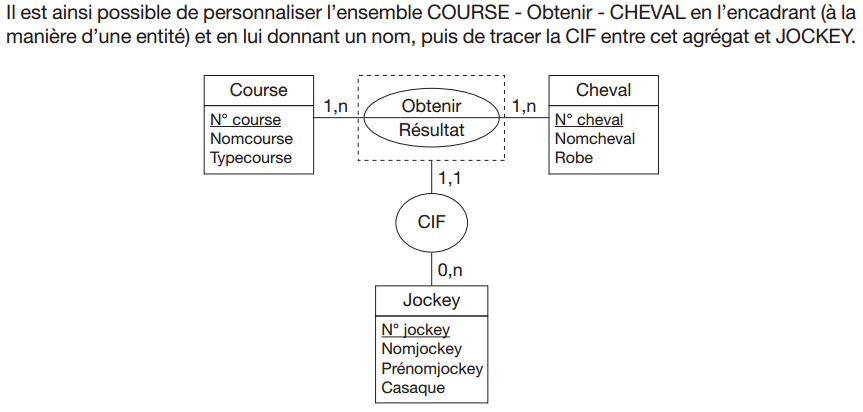 Il est ainsi possible de personnaliser l’ensemble COURSE - Obtenir - CHEVAL en l’encadrant (à la
manière d’une entité) et en lui donnant un nom, puis de tracer la CIF entre cet agrégat et JOCKEY.
Course
N° course
Nomcourse
Typecourse
1,n
Obtenir
Résultat
1,n
Cheval
N° cheval
Nomcheval
Robe
1,1
CIF
0,n
Jockey
N° jockey
Nomjockey
Prénomjockey
Casaque